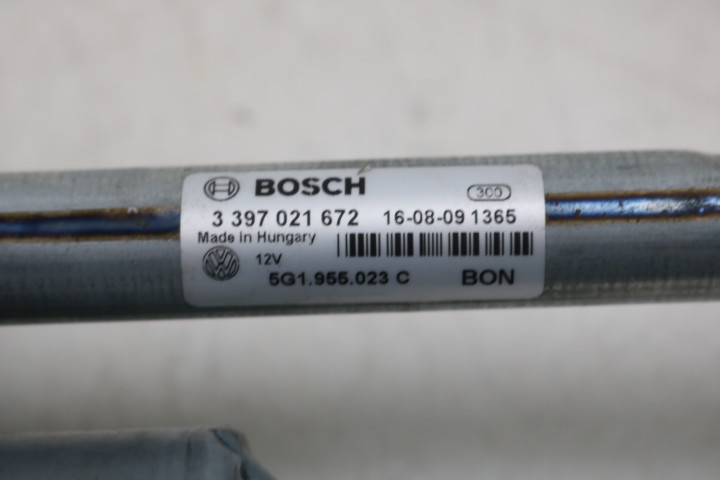 BOSCH 300
3 397 021 672 16-08-09 1365
Made in Hungary
12V
5G1.955.023 C BON